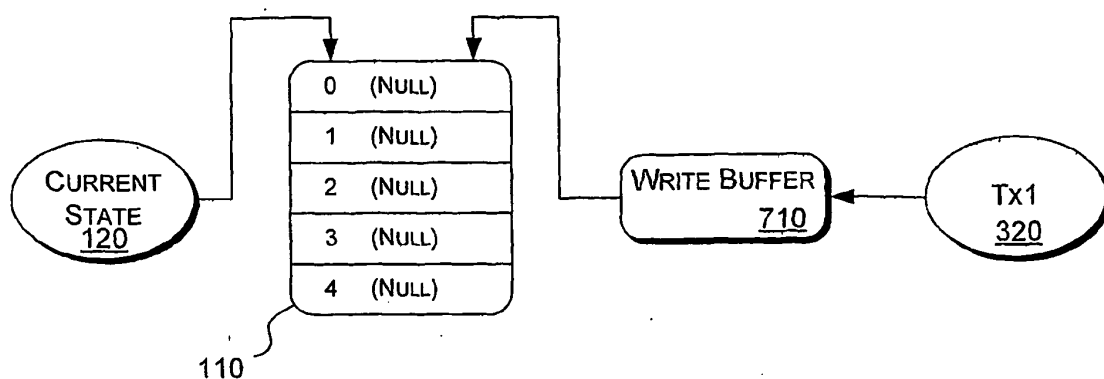 0 (NULL)
1 (NULL)
2 (NULL)
3 (NULL)
4 (NULL)
CURRENT
STATE
120
WRITE BUFFER
710
TX1
320
110